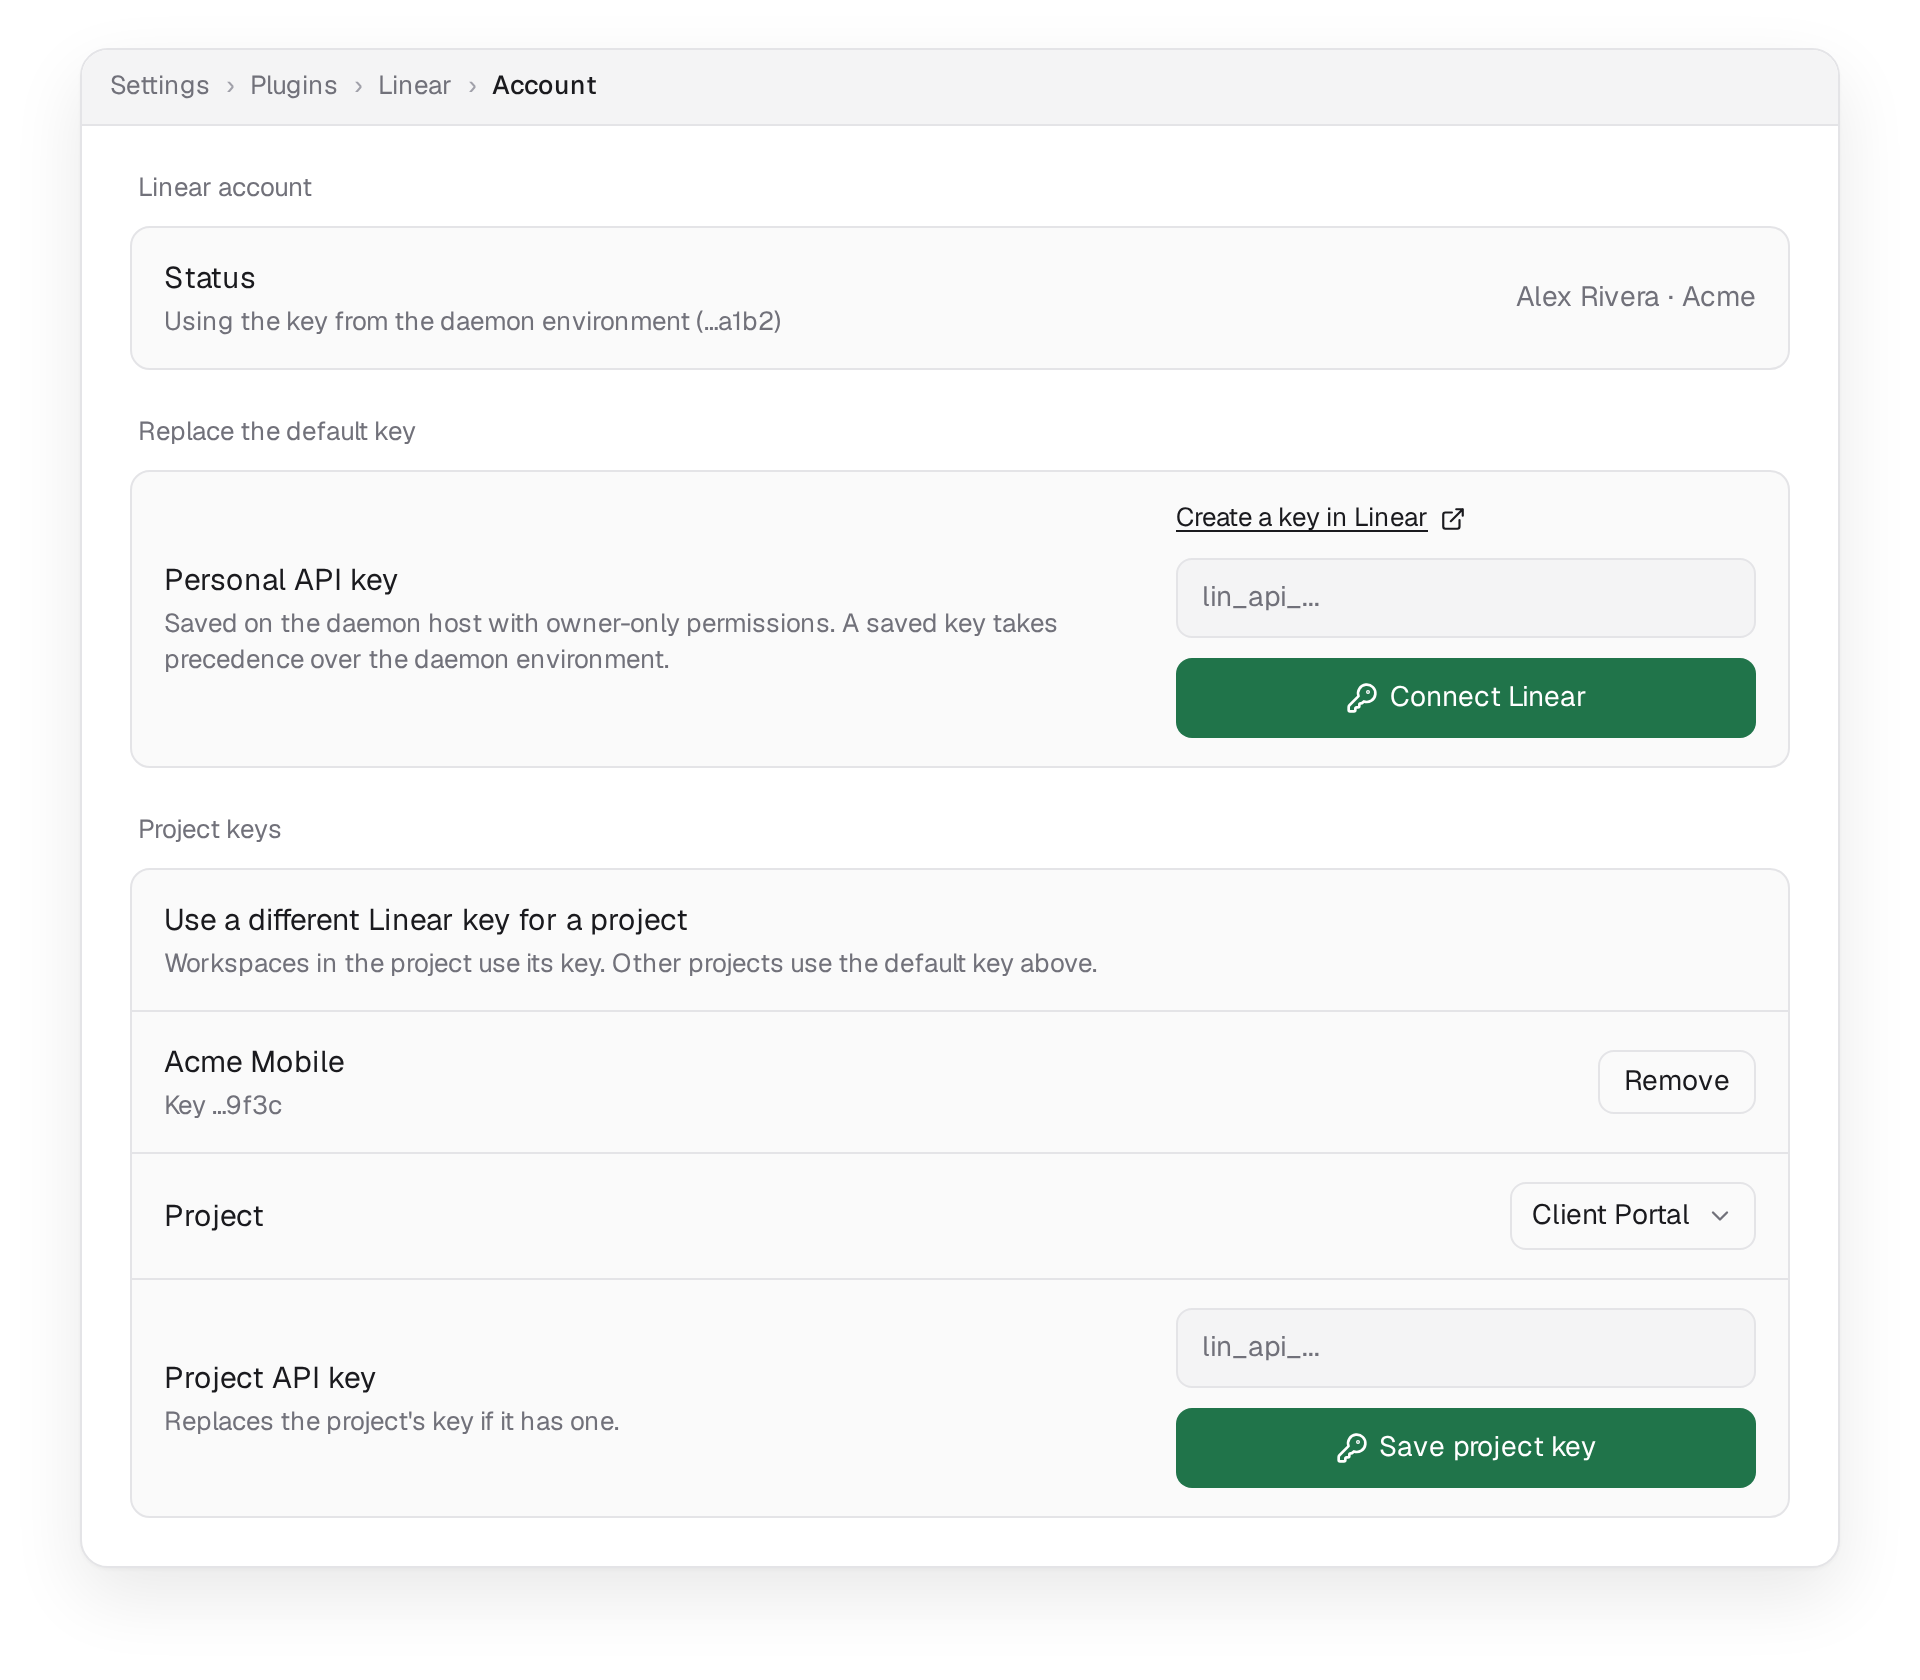 Settings › Plugins › Linear › Account
Linear account
Status
Using the key from the daemon environment (...a1b2)
Alex Rivera · Acme
Replace the default key
Personal API key
Saved on the daemon host with owner-only permissions. A saved key takes
precedence over the daemon environment.
Create a key in Linear
lin_api_...
Connect Linear
Project keys
Use a different Linear key for a project
Workspaces in the project use its key. Other projects use the default key above.
Acme Mobile
Key ...9f3c
Remove
Project
Client Portal
Project API key
Replaces the project's key if it has one.
lin_api_...
Save project key